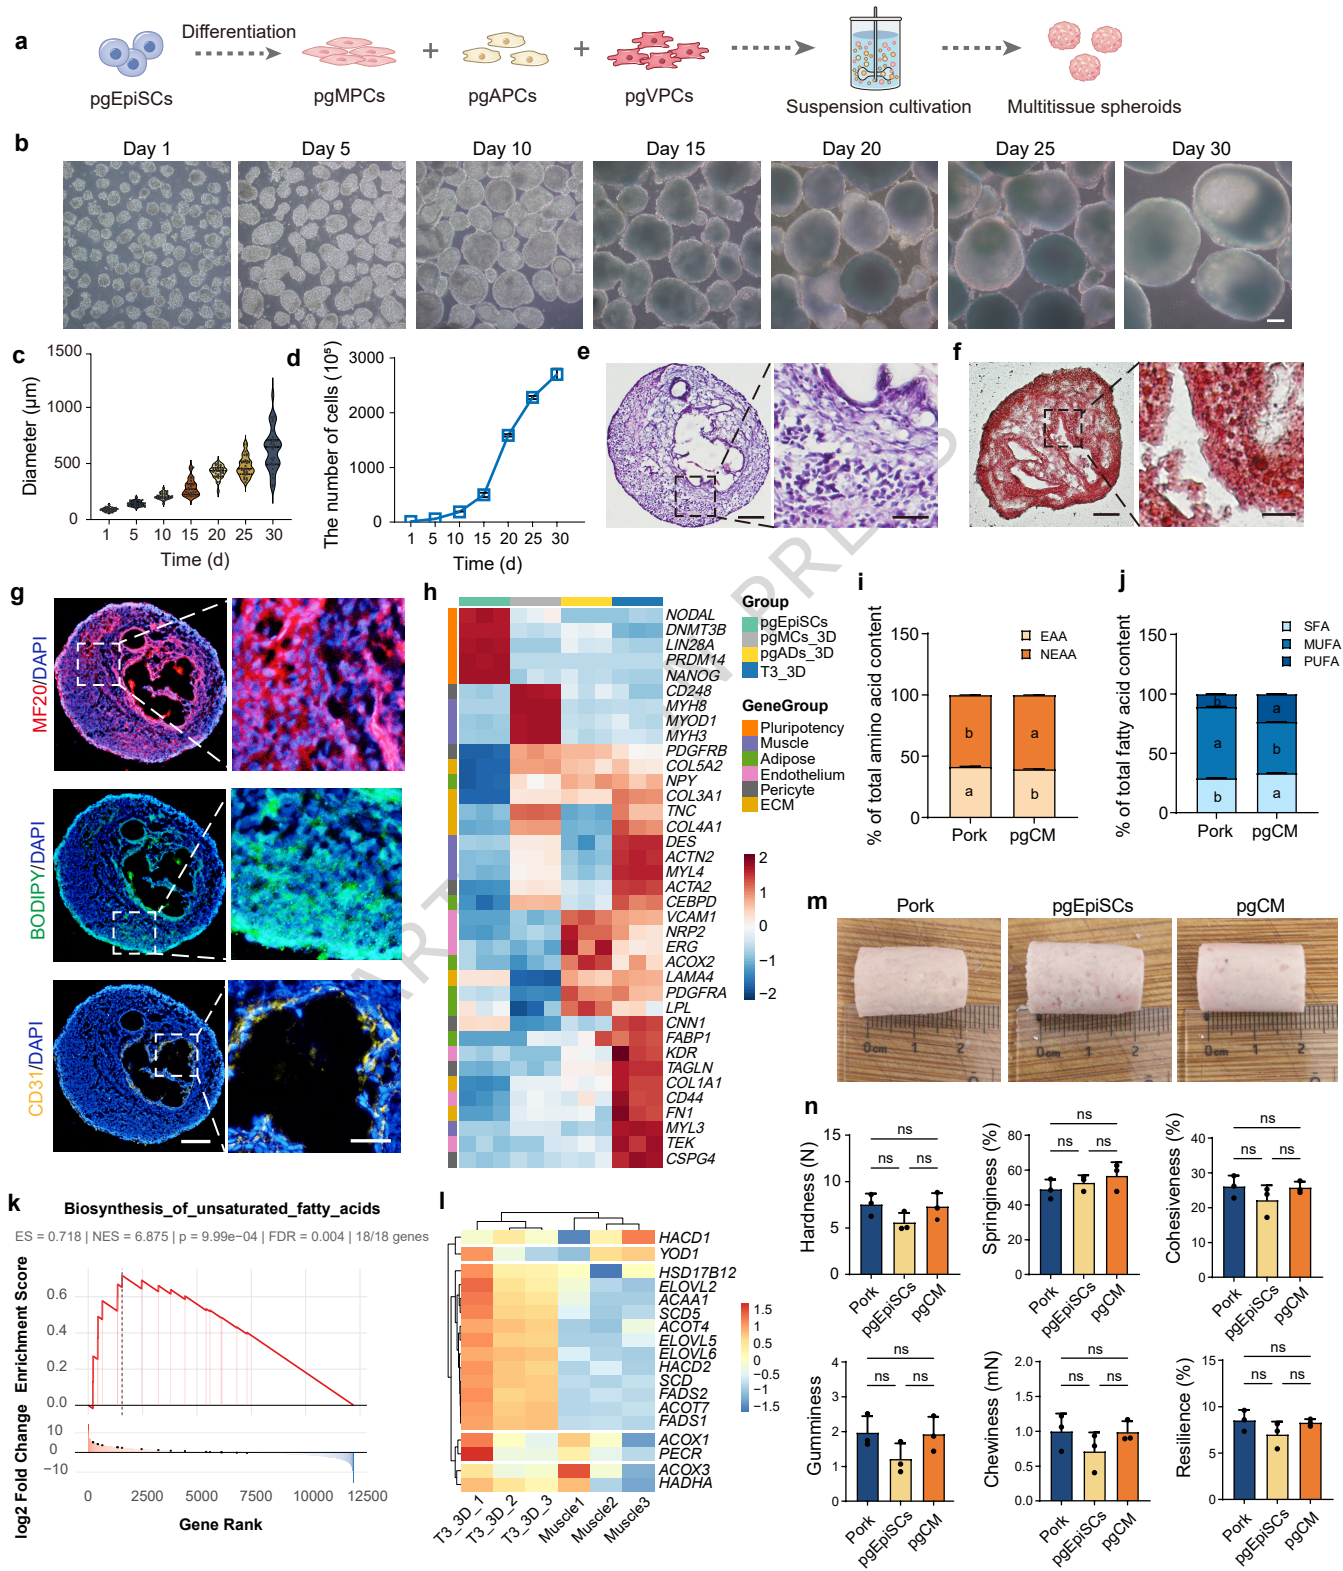 a
Differentiation
pgEpiSCs
+
pgMPCs
+
pgAPCs
pgVPCs
Suspension cultivation
Multitissue spheroids
b
Day 1
Day 5
Day 10
Day 15
Day 20
Day 25
Day 30
c
Diameter (µm)
1500
1000
500
0
1 5 10 15 20 25 30
Time (d)
d
The number of cells (10⁵)
3000
2000
1000
0
1 5 10 15 20 25 30
Time (d)
e
f
g
MF20/DAPI
BODIPY/DAPI
CD31/DAPI
h
NODAL
DNMT3B
LIN28A
PRDM14
NANOG
CD248
MYH8
MYOD1
MYH3
PDGFRB
COL5A2
NPY
COL3A1
TNC
COL4A1
DES
ACTN2
MYL4
ACTA2
CEBPD
VCAM1
NRP2
ERG
ACOX2
LAMA4
PDGFRA
LPL
CNN1
FABP1
KDR
TAGLN
COL1A1
CD44
FN1
MYL3
TEK
CSPG4
Group
pgEpiSCs
pgMCs_3D
pgADs_3D
T3_3D
GeneGroup
Pluripotency
Muscle
Adipose
Endothelium
Pericyte
ECM
2
1
0
−1
−2
i
EAA
NEAA
% of total amino acid content
150
100
50
0
b
a
a
b
Pork
pgCM
j
SFA
MUFA
PUFA
% of total fatty acid content
150
100
50
0
b
a
a
b
b
a
Pork
pgCM
k
Biosynthesis_of_unsaturated_fatty_acids
ES = 0.718 | NES = 6.875 | p = 9.99e−04 | FDR = 0.004 | 18/18 genes
Enrichment Score
0.6
0.4
0.2
0.0
log2 Fold Change
10
0
−10
0 2500 5000 7500 10000 12500
Gene Rank
l
HACD1
YOD1
HSD17B12
ELOVL2
ACAA1
SCD5
ACOT4
ELOVL5
ELOVL6
HACD2
SCD
FADS2
ACOT7
FADS1
ACOX1
PECR
ACOX3
HADHA
T3_3D_1
T3_3D_2
T3_3D_3
Muscle1
Muscle2
Muscle3
1.5
1
0.5
0
−0.5
−1
−1.5
m
Pork
pgEpiSCs
pgCM
0cm 1 2
0cm 1 2
0cm 1 2
n
Hardness (N)
15
10
5
0
ns
ns ns
Pork
pgEpiSCs
pgCM
Springiness (%)
80
60
40
20
0
ns
ns ns
Pork
pgEpiSCs
pgCM
Cohesiveness (%)
40
30
20
10
0
ns
ns ns
Pork
pgEpiSCs
pgCM
Gumminess
4
3
2
1
0
ns
ns ns
Pork
pgEpiSCs
pgCM
Chewiness (mN)
2.0
1.5
1.0
0.5
0.0
ns
ns ns
Pork
pgEpiSCs
pgCM
Resilience (%)
15
10
5
0
ns
ns ns
Pork
pgEpiSCs
pgCM